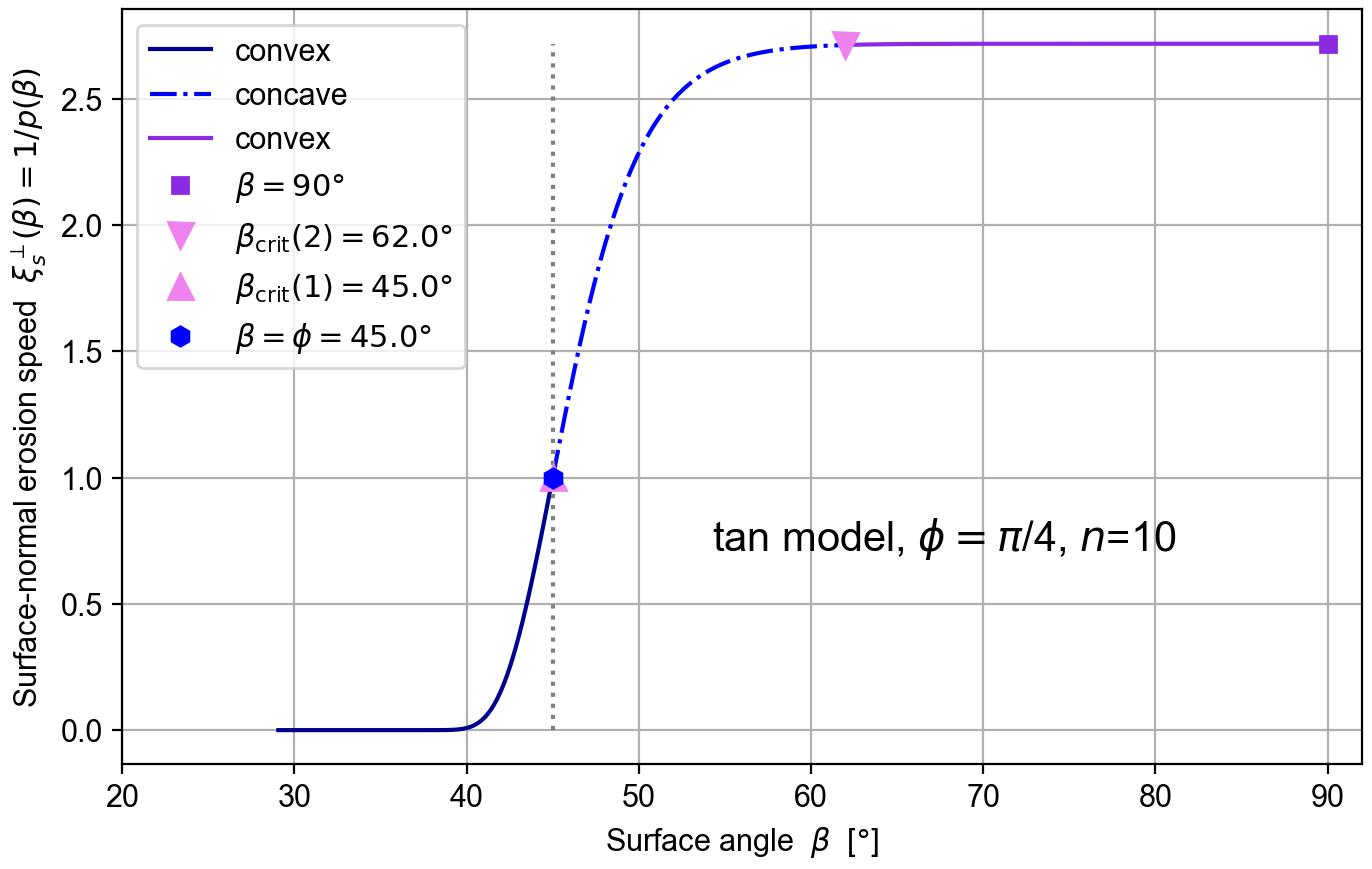 convex
concave
convex
β = 90°
β_crit(2) = 62.0°
β_crit(1) = 45.0°
β = ϕ = 45.0°
tan model, ϕ = π/4, n=10
Surface-normal erosion speed ξ_s^⊥(β) = 1/p(β)
2.5
2.0
1.5
1.0
0.5
0.0
20 30 40 50 60 70 80 90
Surface angle β [°]